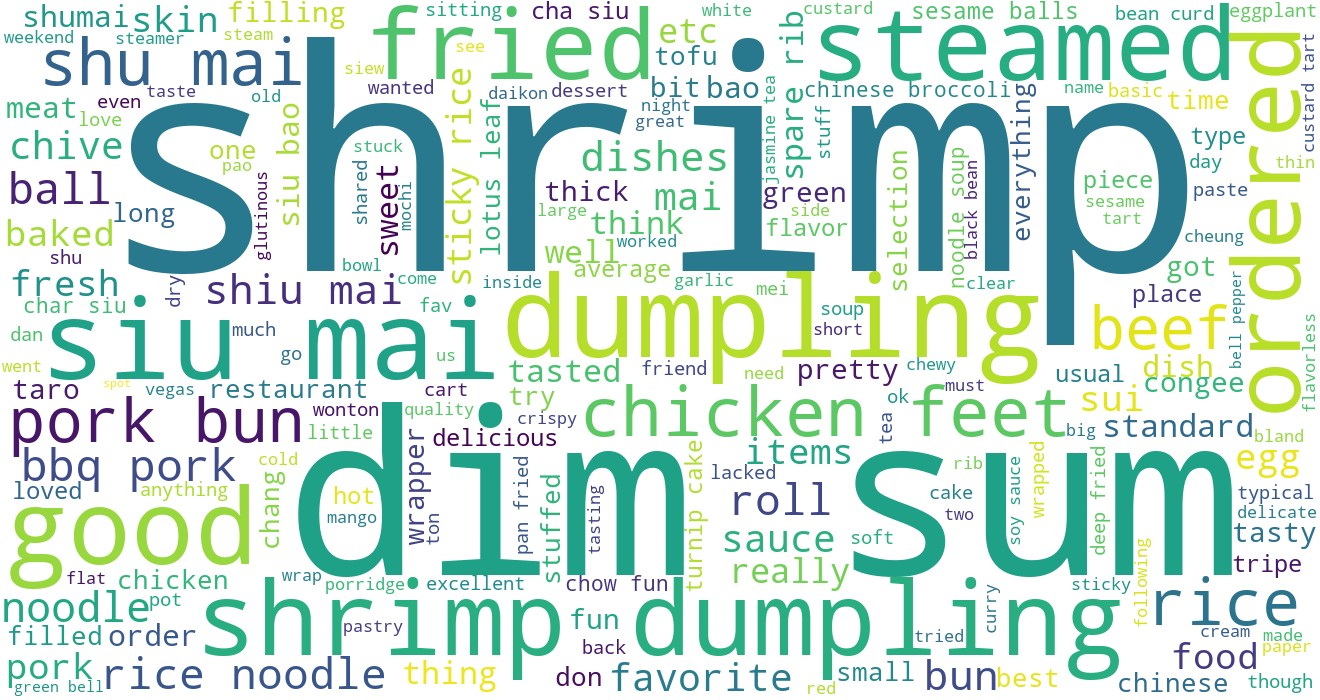 shumai
skin
filling
sitting
cha siu
white
custard
sesame balls
bean curd
eggplant
weekend
steamer
steam
shu mai
fried
see
etc
tofu
spare rib
steamed
ordered
custard tart
siew
taste
even
old
wanted
daikon
dessert
bit
bao
night
great
chinese broccoli
stuff
jasmine tea
name
basic
time
meat
love
chive
one
pao
siu bao
shrimp
stuck
sticky rice
lotus leaf
dishes
everything
type
day
thin
ball
long
glutinous
shared
sweet
mochi
thick
large
mai
think
green
side
flavor
selection
noodle soup
black bean
piece
sesame
tart
paste
baked
shu
well
worked
average
garlic
cheung
fresh
dry
bowl
come
inside
mei
clear
got
char siu
shiu mai
fav
dumpling
soup
short
place
bell pepper
dan
siu mai
much
go
us
beef
went
spot
taro
vegas
restaurant
cart
tasted
friend
need
pretty
chewy
usual
dish
congee
flavorless
pork bun
wonton
little
quality
try
crispy
chicken feet
ok
must
tea
sui
big
standard
bland
bbq pork
cold
wrapper
delicious
items
lacked
rib
egg
loved
anything
chang
hot
mango
ton
dim sum
pan fried
stuffed
tasting
turnip cake
roll
cake
two
soy sauce
wrapped
deep fried
typical
delicate
good
sauce
soft
tasty
flat
chicken
wrap
porridge
excellent
chow fun
really
sticky
following
tripe
noodle
pot
shrimp dumpling
curry
rice
filled
order
pastry
fun
back
tried
cream
made
paper
pork
green bell
rice noodle
thing
don
favorite
red
small
bun
best
food
chinese
though